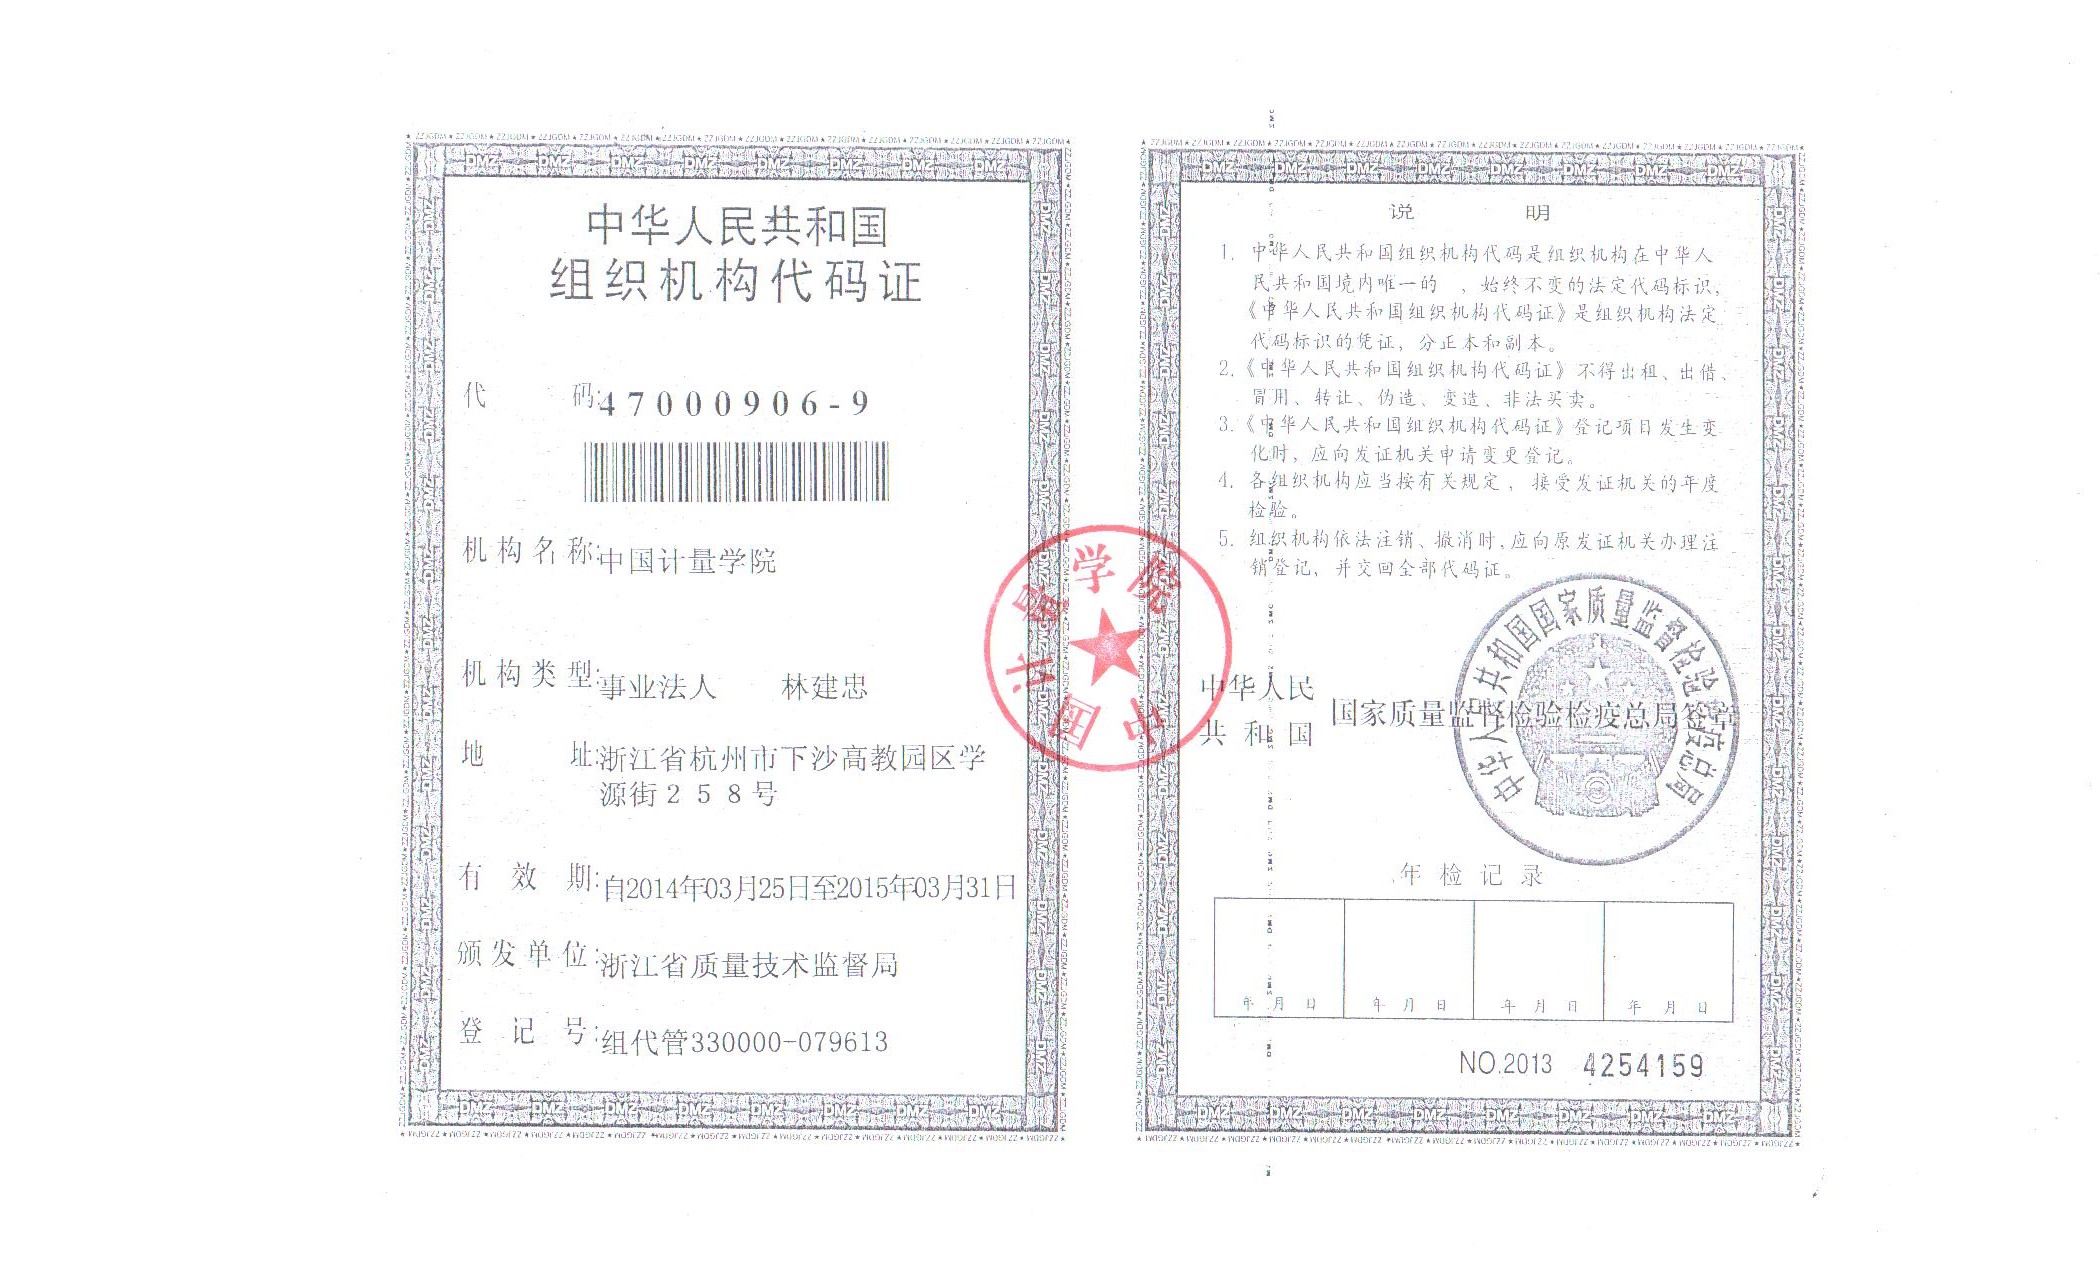 中华人民共和国
组织机构代码证
代 码:47000906-9
机构名称:中国计量学院
机构类型:事业法人 林建忠
地 址:浙江省杭州市下沙高教园区学
源街258号
有 效 期:自2014年03月25日至2015年03月31日
颁发单位:浙江省质量技术监督局
登 记 号:组代管330000-079613
中国计量学院
说 明
1. 中华人民共和国组织机构代码是组织机构在中华人
民共和国境内唯一的 、始终不变的法定代码标识，
《中华人民共和国组织机构代码证》是组织机构法定
代码标识的凭证，分正本和副本。
2.《中华人民共和国组织机构代码证》不得出租、出借、
冒用、转让、伪造、变造、非法买卖。
3.《中华人民共和国组织机构代码证》登记项目发生变
化时，应向发证机关申请变更登记。
4. 各组织机构应当按有关规定，接受发证机关的年度
检验。
5. 组织机构依法注销、撤消时，应向原发证机关办理注
销登记，并交回全部代码证。
中华人民
共和国 国家质量监督检验检疫总局签章
中华人民共和国国家质量监督检验检疫总局
年检记录
年 月 日 年 月 日 年 月 日 年 月 日
NO.2013 4254159